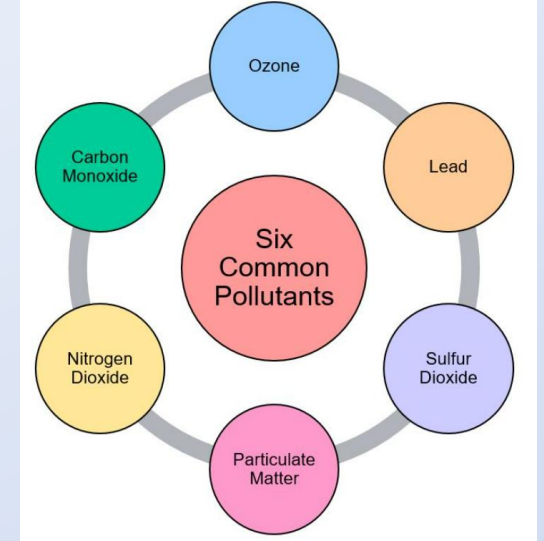 Ozone
Carbon
Monoxide
Lead
Six
Common
Pollutants
Nitrogen
Dioxide
Sulfur
Dioxide
Particulate
Matter